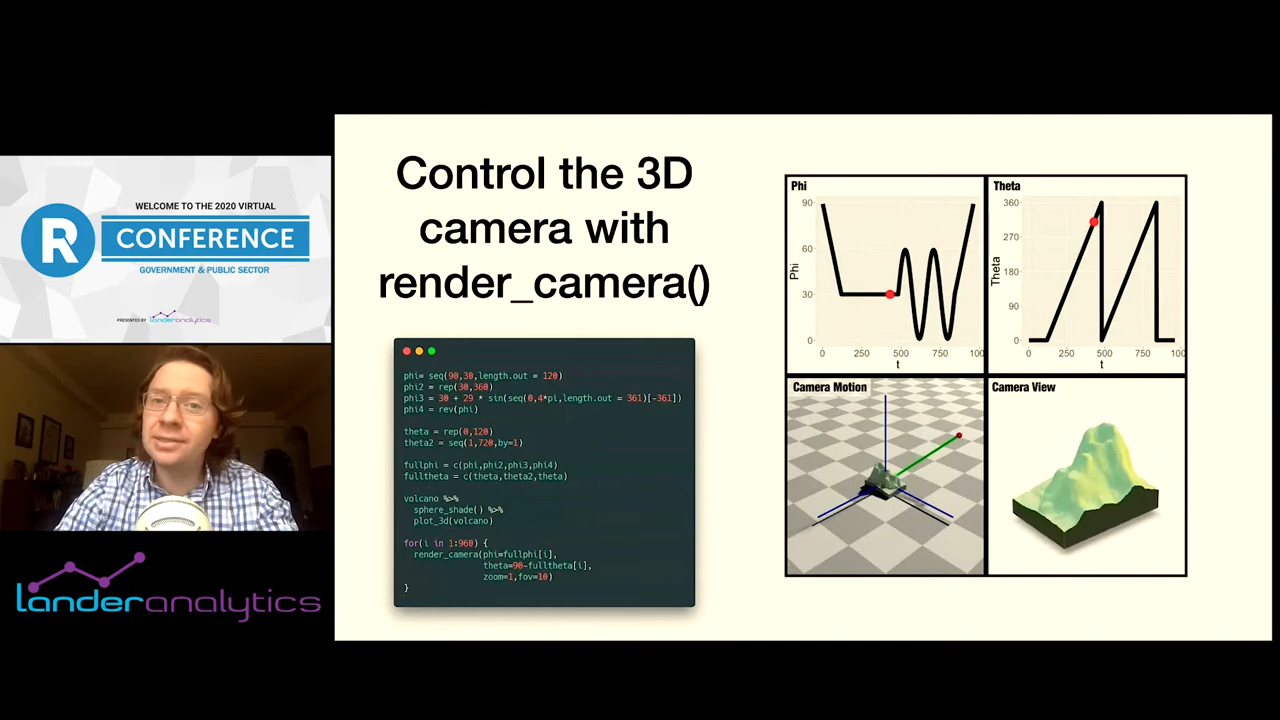 WELCOME TO THE 2020 VIRTUAL
R
CONFERENCE
GOVERNMENT & PUBLIC SECTOR
PRESENTED BY landeranalytics
landeranalytics
Control the 3D
camera with
render_camera()
phi= seq(90,30,length.out = 120)
phi2 = rep(30,360)
phi3 = 30 + 29 * sin(seq(0,4*pi,length.out = 361)[-361])
phi4 = rev(phi)
theta = rep(0,120)
theta2 = seq(1,720,by=1)
fullphi = c(phi,phi2,phi3,phi4)
fulltheta = c(theta,theta2,theta)
volcano %>%
sphere_shade() %>%
plot_3d(volcano)
for(i in 1:960) {
render_camera(phi=fullphi[i],
theta=90-fulltheta[i],
zoom=1,fov=10)
}
Phi
90
60
30
0
Phi
0 250 500 750 100
t
Theta
360
270
180
90
0
Theta
0 250 500 750 100
t
Camera Motion
Camera View